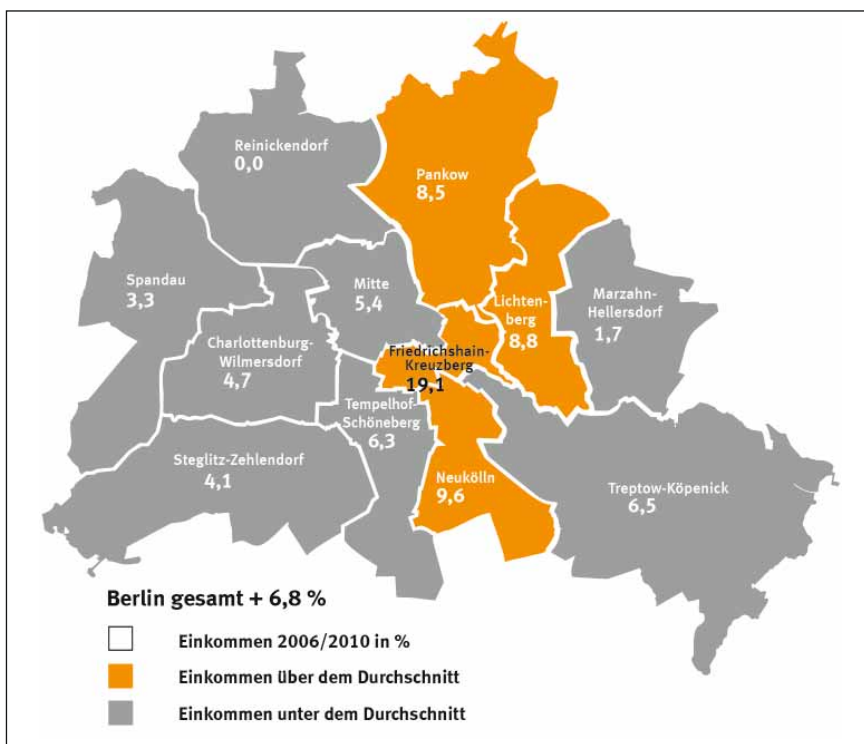 Reinickendorf
0,0
Pankow
8,5
Spandau
3,3
Mitte
5,4
Lichten-
berg
8,8
Marzahn-
Hellersdorf
1,7
Charlottenburg-
Wilmersdorf
4,7
Friedrichshain-
Kreuzberg
19,1
Tempelhof-
Schöneberg
6,3
Steglitz-Zehlendorf
4,1
Neukölln
9,6
Treptow-Köpenick
6,5
Berlin gesamt + 6,8 %
Einkommen 2006/2010 in %
Einkommen über dem Durchschnitt
Einkommen unter dem Durchschnitt